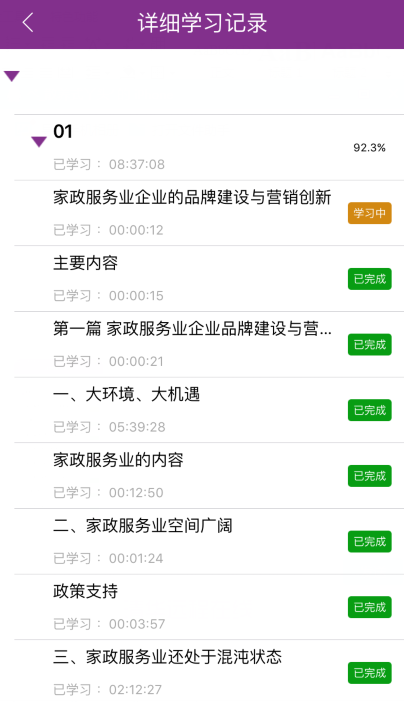 详细学习记录
01
92.3%
已学习： 08:37:08
家政服务业企业的品牌建设与营销创新
学习中
已学习： 00:00:12
主要内容
已完成
已学习： 00:00:15
第一篇 家政服务业企业品牌建设与营...
已完成
已学习： 00:00:21
一、大环境、大机遇
已完成
已学习： 05:39:28
家政服务业的内容
已完成
已学习： 00:12:50
二、家政服务业空间广阔
已完成
已学习： 00:01:24
政策支持
已完成
已学习： 00:03:57
三、家政服务业还处于混沌状态
已完成
已学习： 02:12:27